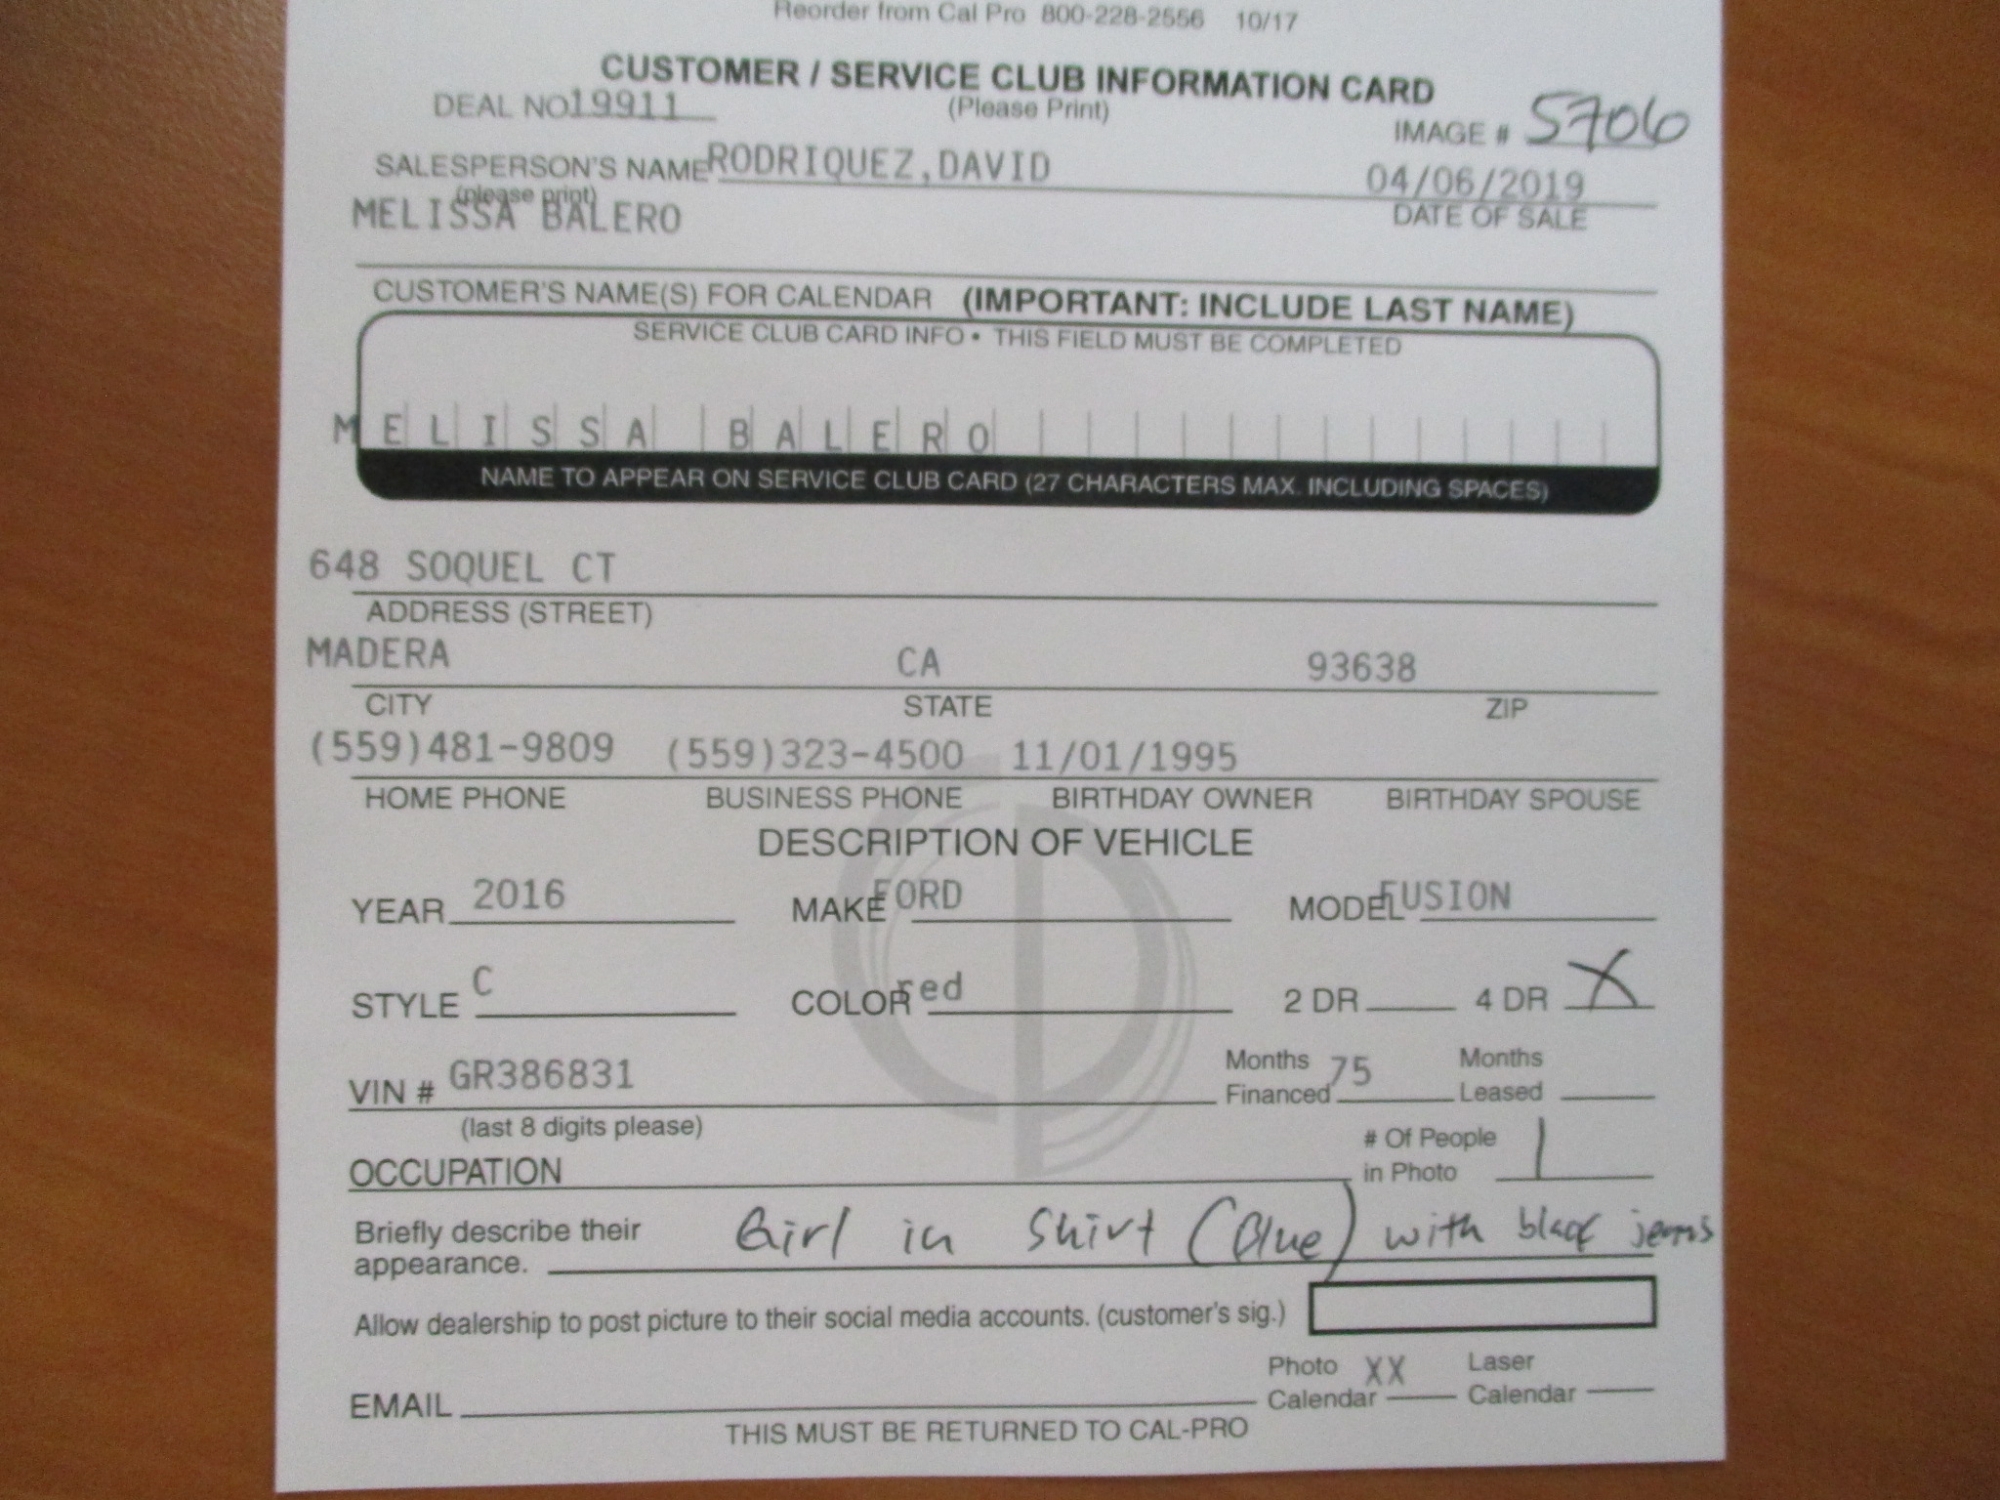 Reorder from Cal Pro 800-228-2556 10/17
CUSTOMER / SERVICE CLUB INFORMATION CARD
DEAL NO 19911 (Please Print) IMAGE # 5706
SALESPERSON'S NAME RODRIQUEZ,DAVID 04/06/2019
(please print) DATE OF SALE
MELISSA BALERO
CUSTOMER'S NAME(S) FOR CALENDAR (IMPORTANT: INCLUDE LAST NAME)
SERVICE CLUB CARD INFO • THIS FIELD MUST BE COMPLETED
MELISSA BALERO
NAME TO APPEAR ON SERVICE CLUB CARD (27 CHARACTERS MAX. INCLUDING SPACES)
648 SOQUEL CT
ADDRESS (STREET)
MADERA CA 93638
CITY STATE ZIP
(559)481-9809 (559)323-4500 11/01/1995
HOME PHONE BUSINESS PHONE BIRTHDAY OWNER BIRTHDAY SPOUSE
DESCRIPTION OF VEHICLE
YEAR 2016 MAKE FORD MODEL FUSION
STYLE C COLOR red 2 DR 4 DR X
VIN # GR386831 Months Financed 75 Months Leased
(last 8 digits please)
OCCUPATION # Of People in Photo 1
Briefly describe their appearance. Girl in Shirt (Blue) with black jeans
Allow dealership to post picture to their social media accounts. (customer's sig.)
EMAIL Photo Calendar XX Laser Calendar
THIS MUST BE RETURNED TO CAL-PRO